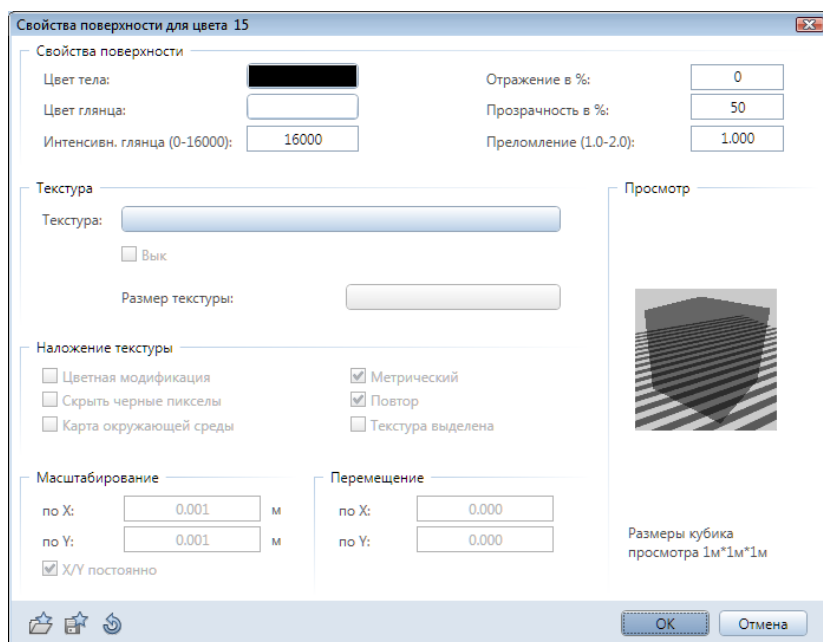 Свойства поверхности для цвета 15
Свойства поверхности
Цвет тела:
Отражение в %:
0
Цвет глянца:
Прозрачность в %:
50
Интенсивн. глянца (0-16000):
16000
Преломление (1.0-2.0):
1.000
Текстура
Просмотр
Текстура:
Вык
Размер текстуры:
Наложение текстуры
Цветная модификация
Метрический
Скрыть черные пикселы
Повтор
Карта окружающей среды
Текстура выделена
Масштабирование
Перемещение
по X:
0.001
м
по X:
0.000
по Y:
0.001
м
по Y:
0.000
X/Y постоянно
Размеры кубика
просмотра 1м*1м*1м
OK
Отмена